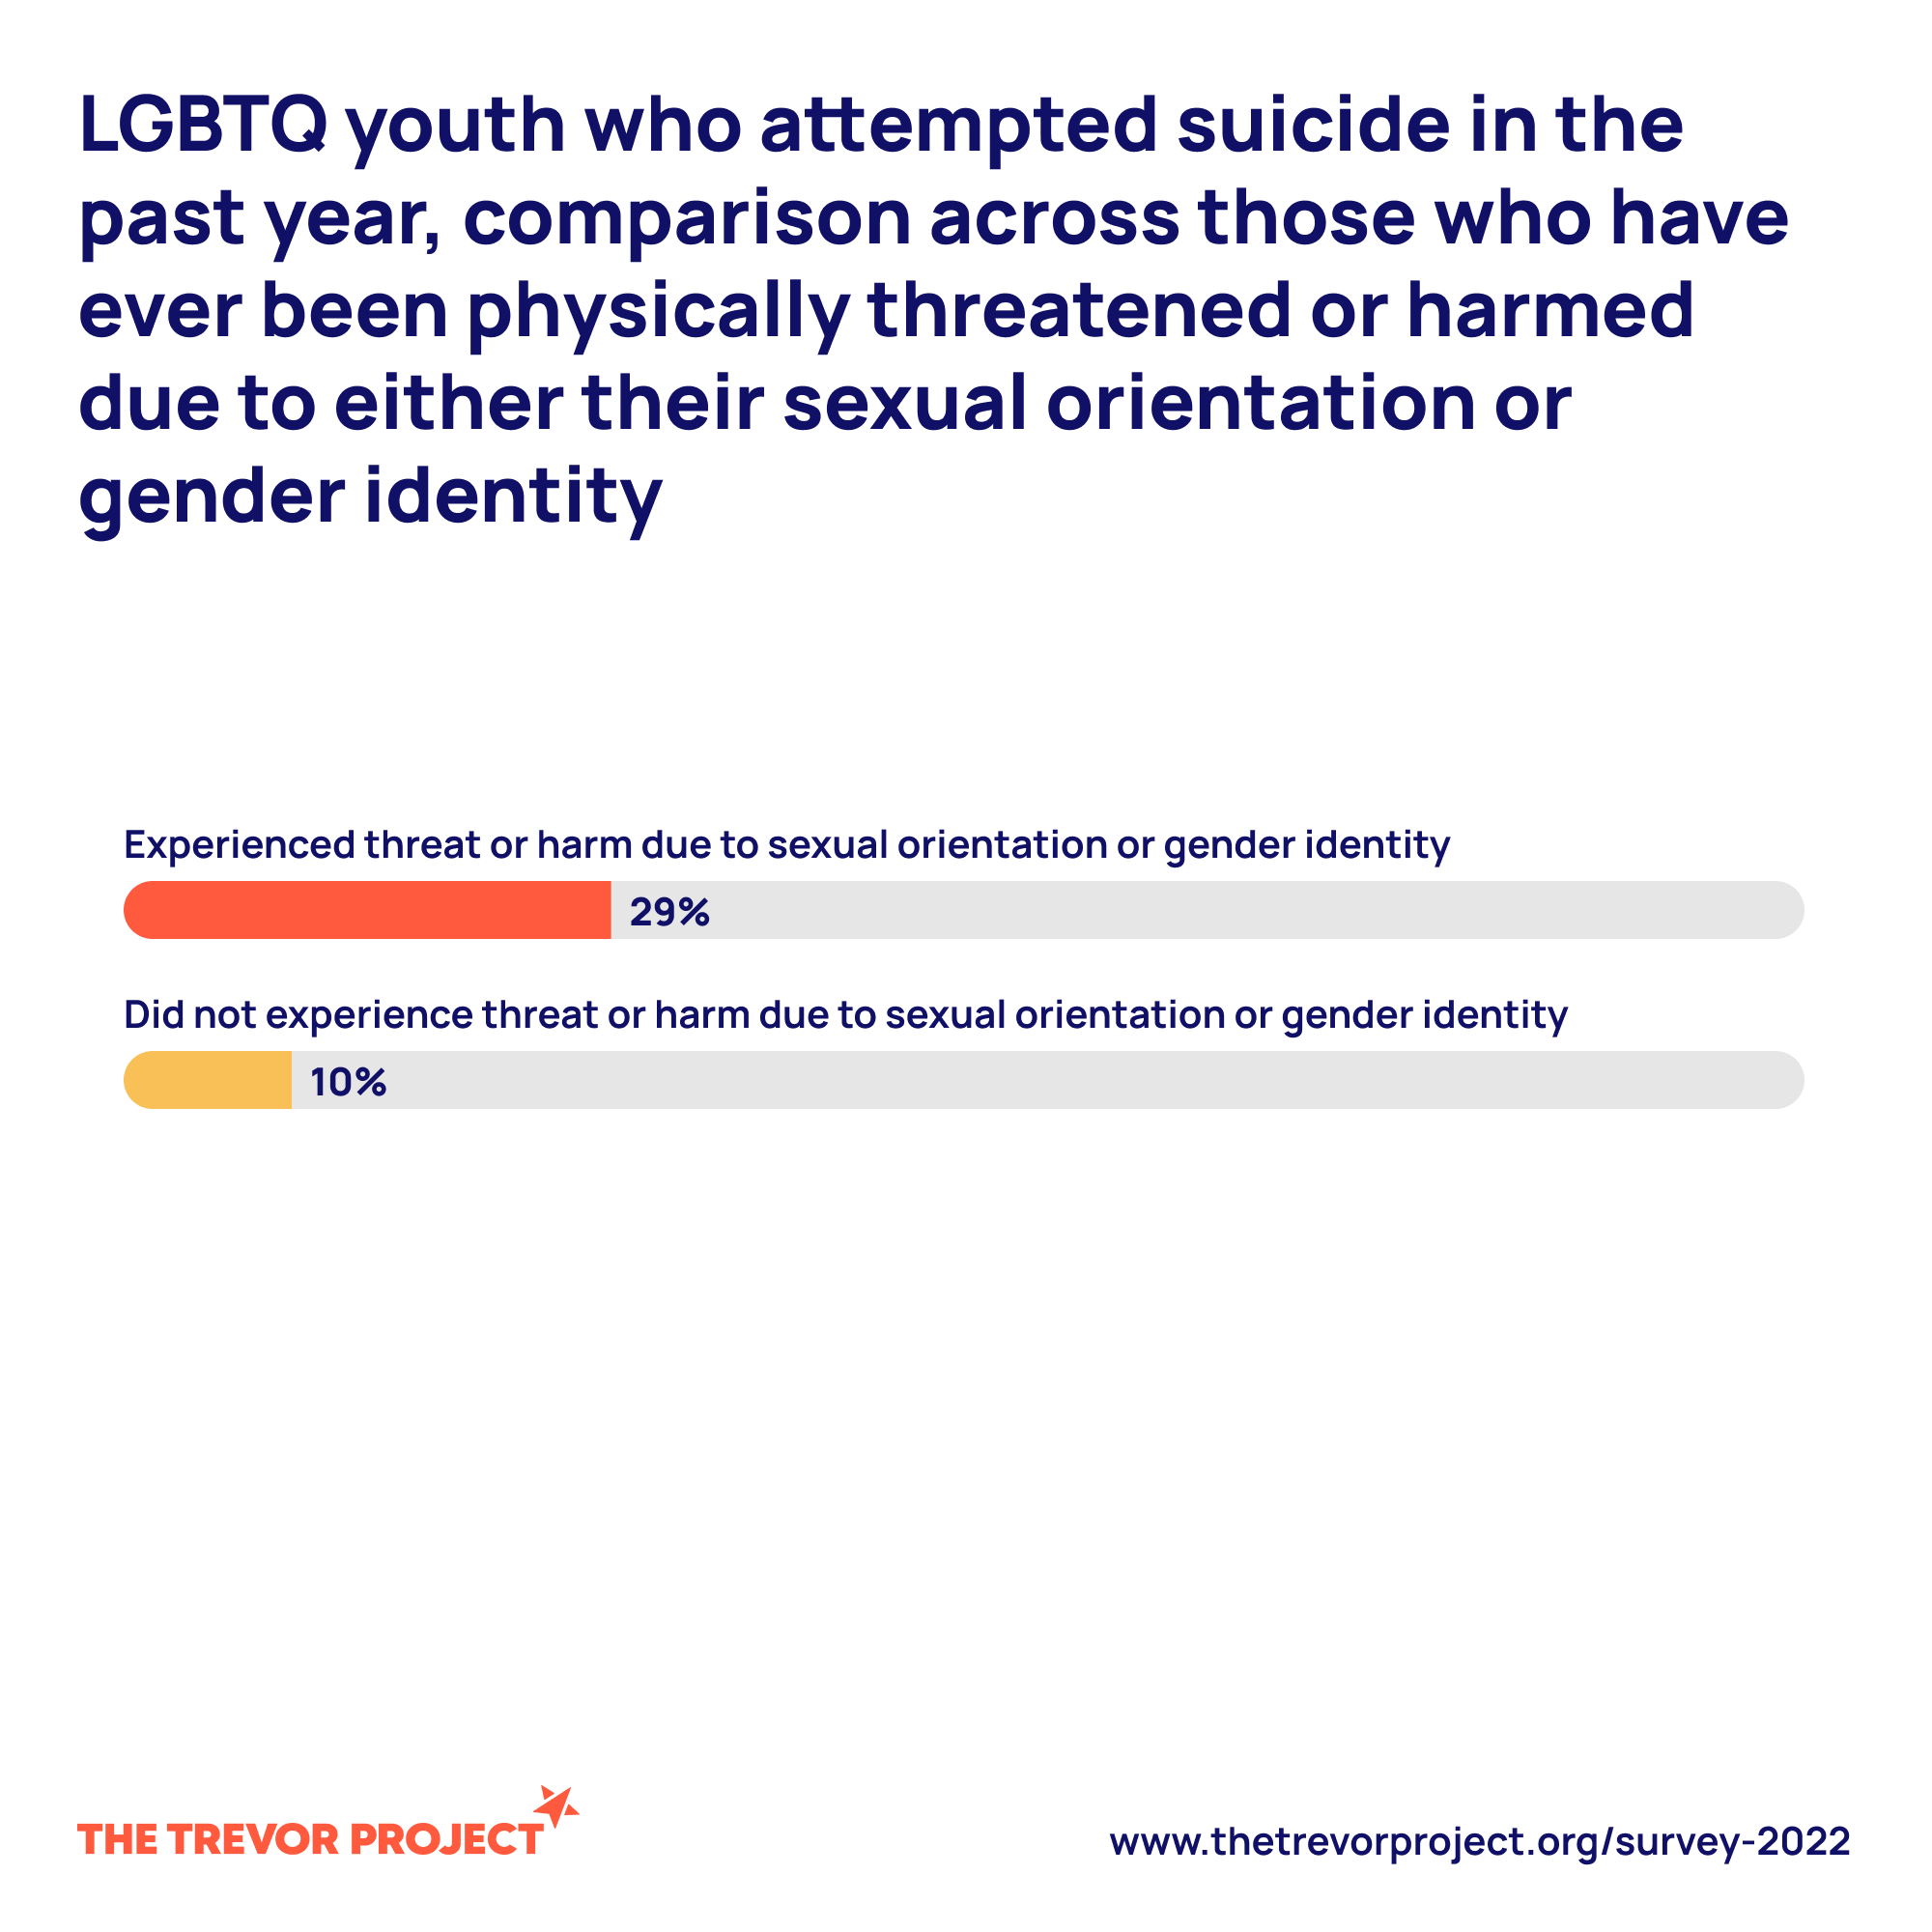 LGBTQ youth who attempted suicide in the
past year, comparison across those who have
ever been physically threatened or harmed
due to either their sexual orientation or
gender identity
Experienced threat or harm due to sexual orientation or gender identity
29%
Did not experience threat or harm due to sexual orientation or gender identity
10%
THE TREVOR PROJECT
www.thetrevorproject.org/survey-2022